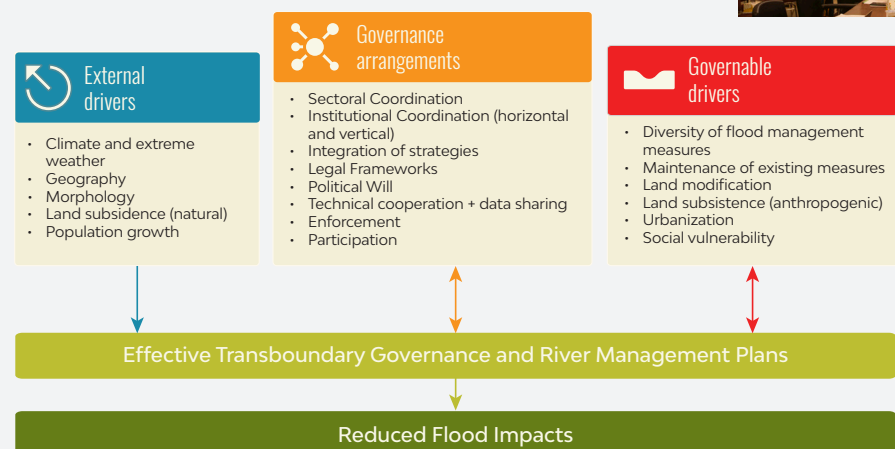 External
drivers
• Climate and extreme
weather
• Geography
• Morphology
• Land subsidence (natural)
• Population growth
Governance
arrangements
• Sectoral Coordination
• Institutional Coordination (horizontal
and vertical)
• Integration of strategies
• Legal Frameworks
• Political Will
• Technical cooperation + data sharing
• Enforcement
• Participation
Governable
drivers
• Diversity of flood management
measures
• Maintenance of existing measures
• Land modification
• Land subsistence (anthropogenic)
• Urbanization
• Social vulnerability
Effective Transboundary Governance and River Management Plans
Reduced Flood Impacts